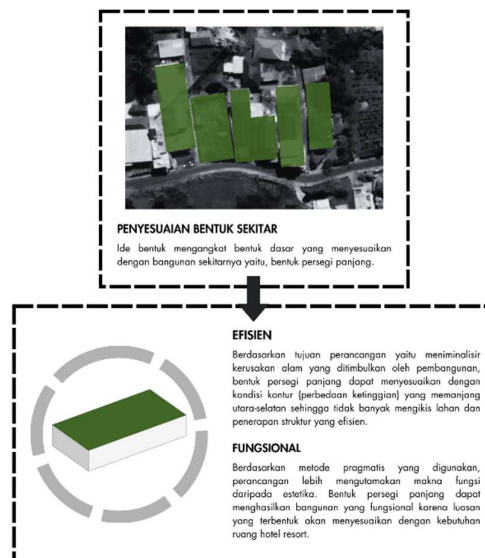 PENYESUAIAN BENTUK SEKITAR
Ide bentuk mengangkat bentuk dasar yang menyesuaikan
dengan bangunan sekitarnya yaitu, bentuk persegi panjang.
EFISIEN
Berdasarkan tujuan perancangan yaitu meniminalisir
kerusakan alam yang ditimbulkan oleh pembangunan,
bentuk persegi panjang dapat menyesuaikan dengan
kondisi kontur (perbedaan ketinggian) yang memanjang
utara-selatan sehingga tidak banyak mengikis lahan dan
penerapan struktur yang efisien.
FUNGSIONAL
Berdasarkan metode pragmatis yang digunakan,
perancangan lebih mengutamakan makna fungsi
daripada estetika. Bentuk persegi panjang dapat
menghasilkan bangunan yang fungsional karena luasan
yang terbentuk akan menyesuaikan dengan kebutuhan
ruang hotel resort.